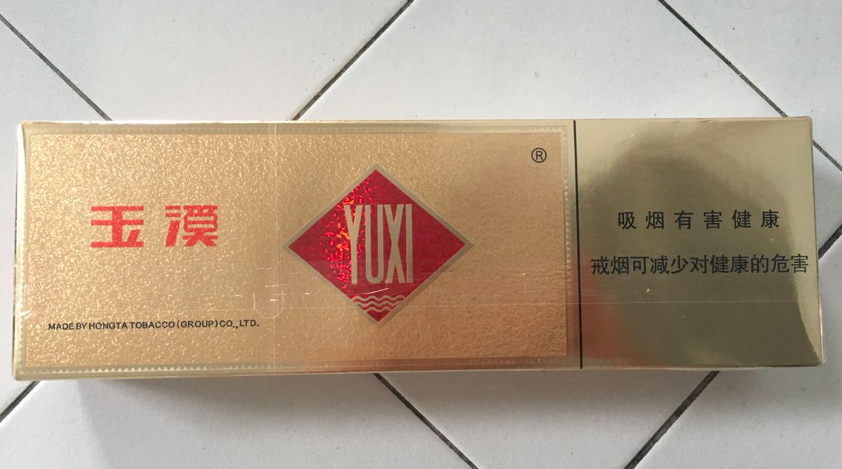 玉溪
MADE BY HONGTA TOBACCO (GROUP) CO., LTD.
YUXI
®
吸烟有害健康
戒烟可减少对健康的危害